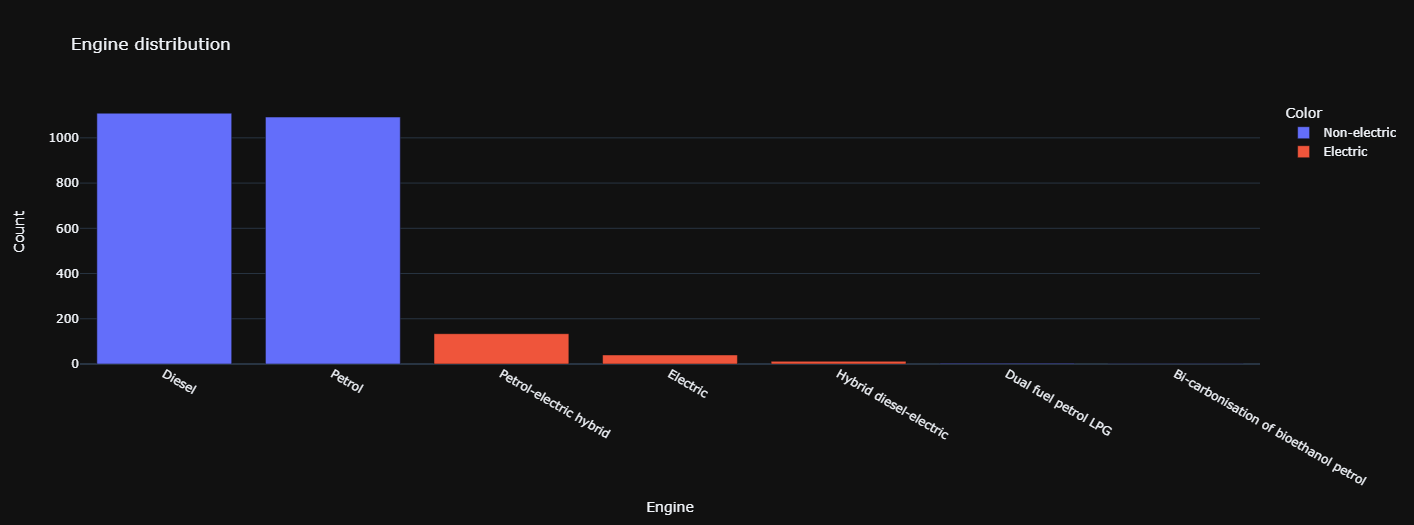 Engine distribution
Color
Non-electric
Electric
1000
800
600
400
200
0
Count
Diesel
Petrol
Petrol-electric hybrid
Electric
Hybrid diesel-electric
Dual fuel petrol LPG
Bi-carbonisation of bioethanol petrol
Engine